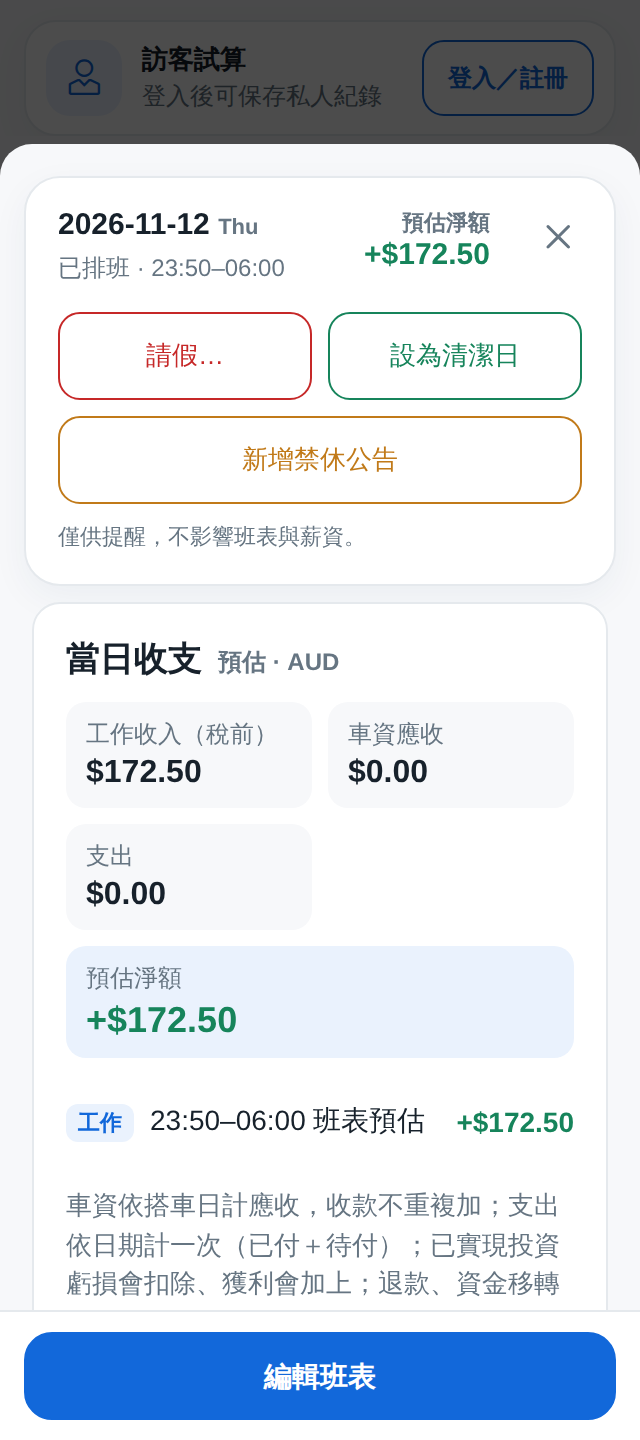 訪客試算
登入後可保存私人紀錄
登入／註冊
2026-11-12 Thu
已排班 · 23:50–06:00
預估淨額
+$172.50
請假…
設為清潔日
新增禁休公告
僅供提醒，不影響班表與薪資。
當日收支 預估 · AUD
工作收入（稅前）
$172.50
車資應收
$0.00
支出
$0.00
預估淨額
+$172.50
工作 23:50–06:00 班表預估 +$172.50
車資依搭車日計應收，收款不重複加；支出
依日期計一次（已付＋待付）；已實現投資
虧損會扣除、獲利會加上；退款、資金移轉
編輯班表